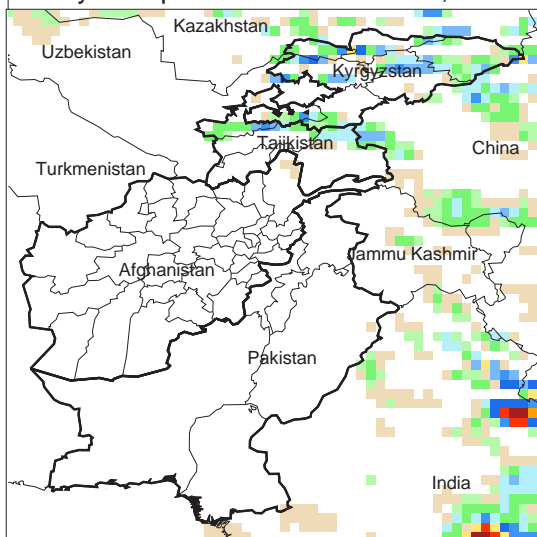 Kazakhstan
Uzbekistan
Kyrgyzstan
Tajikistan
China
Turkmenistan
Jammu Kashmir
Afghanistan
Pakistan
India